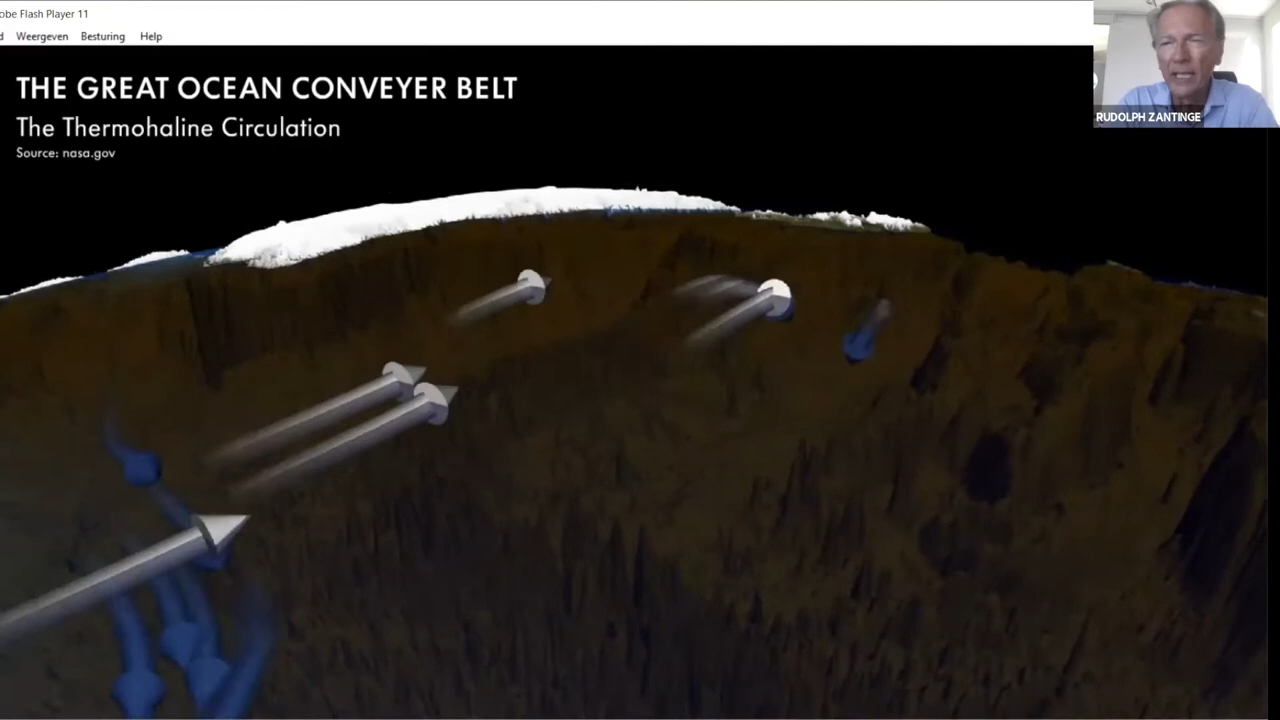 obe Flash Player 11
d Weergeven Besturing Help
THE GREAT OCEAN CONVEYER BELT
The Thermohaline Circulation
Source: nasa.gov
RUDOLPH ZANTINGE